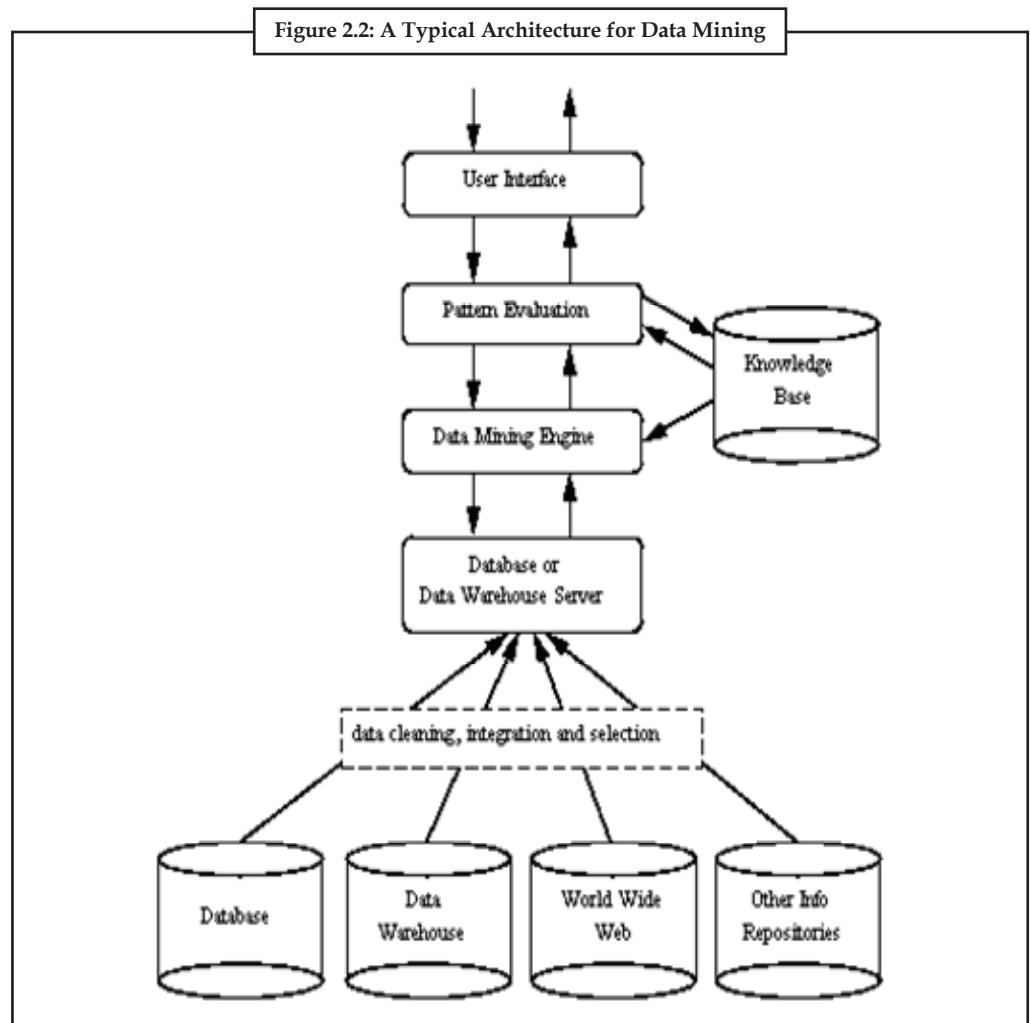 Figure 2.2: A Typical Architecture for Data Mining
User Interface
Pattern Evaluation
Knowledge
Base
Data Mining Engine
Database or
Data Warehouse Server
data cleaning, integration and selection
Database
Data
Warehouse
World Wide
Web
Other Info
Repositories